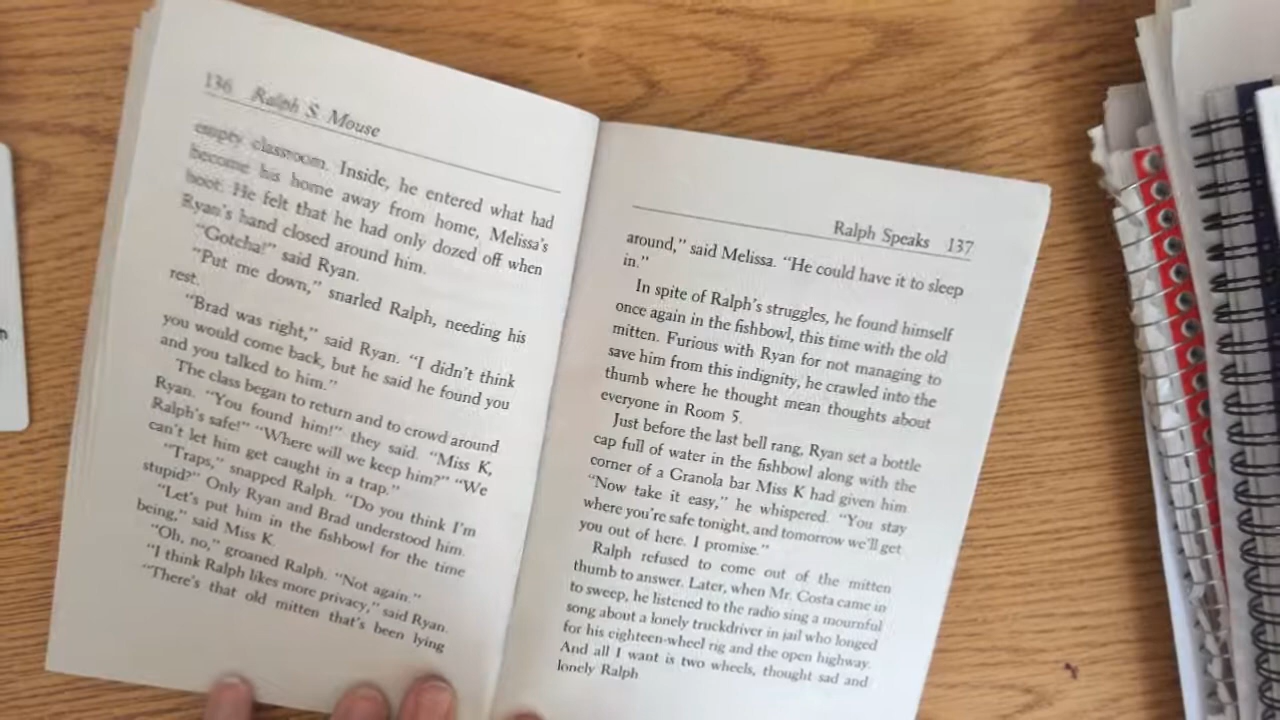 136 Ralph S. Mouse
empty classroom. Inside, he entered what had
become his home away from home, Melissa's
boot. He felt that he had only dozed off when
Ryan's hand closed around him.
"Gotcha!" said Ryan.
"Put me down," snarled Ralph, needing his
rest.
"Brad was right," said Ryan. "I didn't think
you would come back, but he said he found you
and you talked to him."
The class began to return and to crowd around
Ryan. "You found him!" they said. "Miss K,
Ralph's safe!" "Where will we keep him?" "We
can't let him get caught in a trap."
"Traps," snapped Ralph. "Do you think I'm
stupid?" Only Ryan and Brad understood him.
"Let's put him in the fishbowl for the time
being," said Miss K.
"Oh, no," groaned Ralph. "Not again."
"I think Ralph likes more privacy," said Ryan.
"There's that old mitten that's been lying
Ralph Speaks 137
around," said Melissa. "He could have it to sleep
in."
In spite of Ralph's struggles, he found himself
once again in the fishbowl, this time with the old
mitten. Furious with Ryan for not managing to
save him from this indignity, he crawled into the
thumb where he thought mean thoughts about
everyone in Room 5.
Just before the last bell rang, Ryan set a bottle
cap full of water in the fishbowl along with the
corner of a Granola bar Miss K had given him.
"Now take it easy," he whispered. "You stay
where you're safe tonight, and tomorrow we'll get
you out of here. I promise."
Ralph refused to come out of the mitten
thumb to answer. Later, when Mr. Costa came in
to sweep, he listened to the radio sing a mournful
song about a lonely truckdriver in jail who longed
for his eighteen-wheel rig and the open highway.
And all I want is two wheels, thought sad and
lonely Ralph